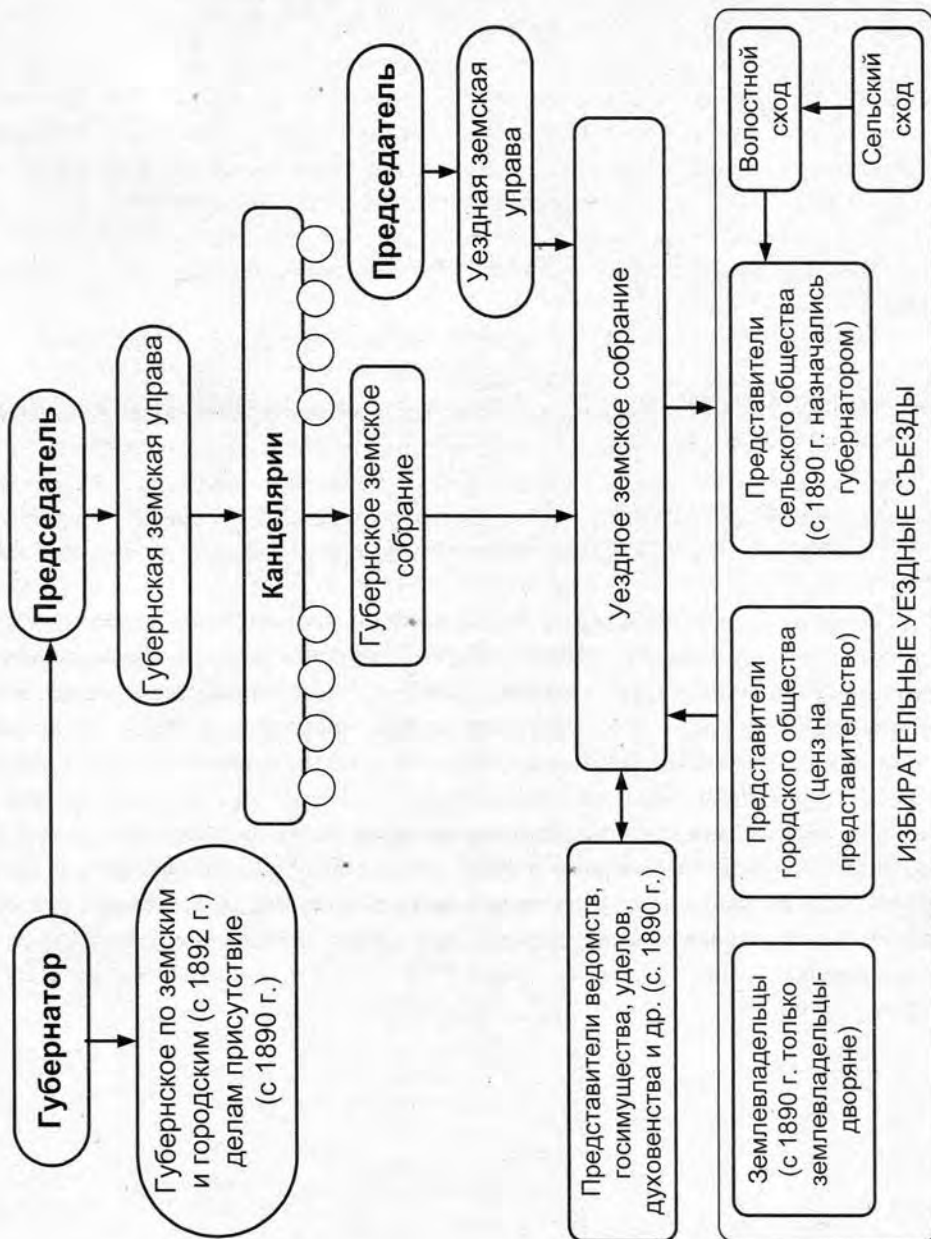 Губернатор
Председатель
Губернское по земским
и городским (с 1892 г.)
делам присутствие
(с 1890 г.)
Губернская земская управа
Канцелярии
Губернское земское
собрание
Председатель
Уездная земская
управа
Представители ведомств,
госимущества, уделов,
духовенства и др. (с. 1890 г.)
Уездное земское собрание
Землевладельцы
(с 1890 г. только
землевладельцы-
дворяне)
Представители
городского общества
(ценз на
представительство)
Представители
сельского общества
(с 1890 г. назначались
губернатором)
Волостной
сход
Сельский
сход
ИЗБИРАТЕЛЬНЫЕ УЕЗДНЫЕ СЪЕЗДЫ